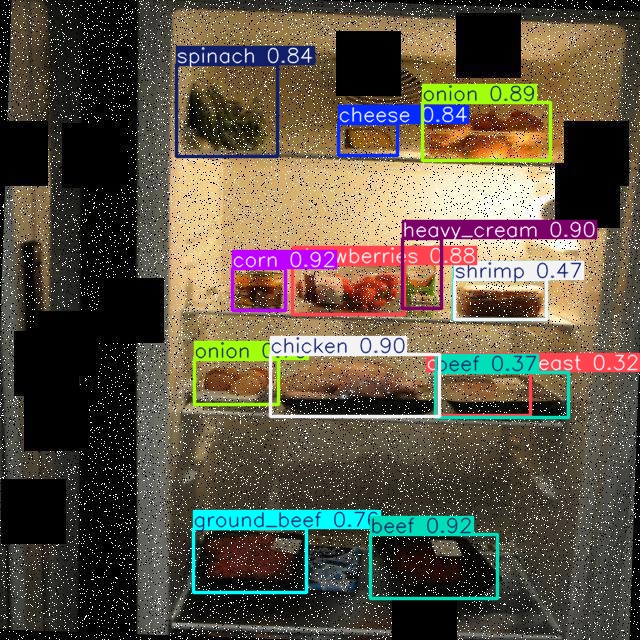 spinach 0.84
onion 0.89
cheese 0.84
heavy_cream 0.90
corn 0.92
wberries 0.88
shrimp 0.47
chicken 0.90
onion
beef 0.37
east 0.32
ground_beef 0.76
beef 0.92